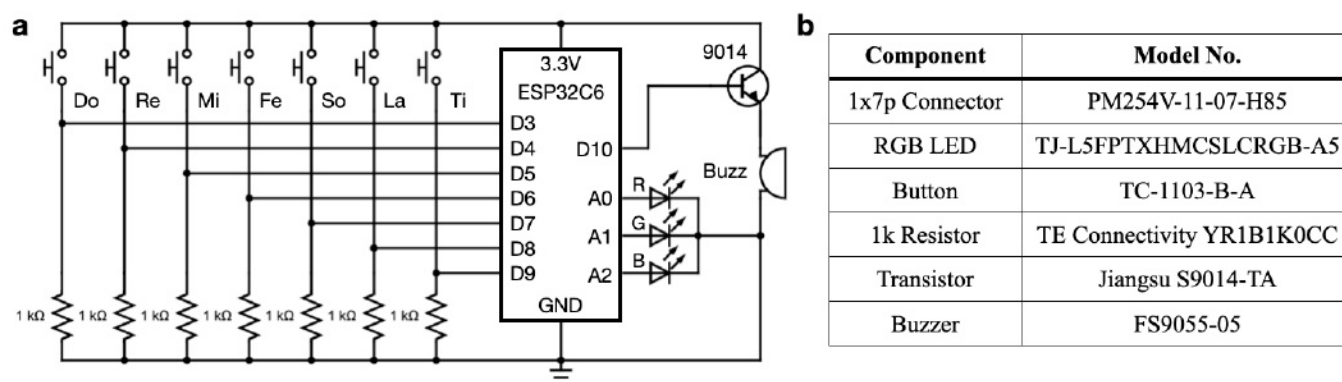 a
3.3V
ESP32C6
9014
Do Re Mi Fe So La Ti
D3
D4
D5
D6
D7
D8
D9
D10
A0
A1
A2
R
G
B
Buzz
GND
1 kΩ 1 kΩ 1 kΩ 1 kΩ 1 kΩ 1 kΩ 1 kΩ
b
Component Model No.
1x7p Connector PM254V-11-07-H85
RGB LED TJ-L5FPTXHMCSLCRGB-A5
Button TC-1103-B-A
1k Resistor TE Connectivity YR1B1K0CC
Transistor Jiangsu S9014-TA
Buzzer FS9055-05